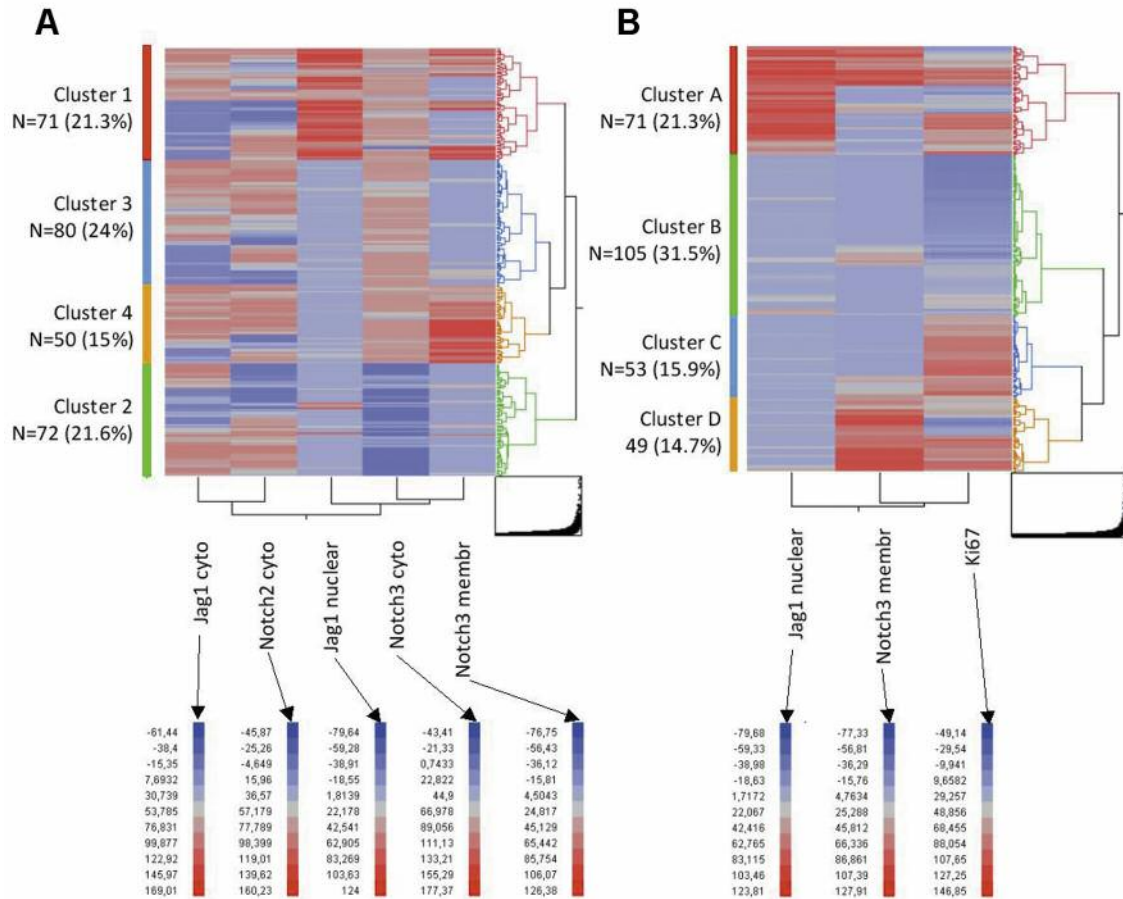 A
B
Cluster 1
N=71 (21.3%)
Cluster 3
N=80 (24%)
Cluster 4
N=50 (15%)
Cluster 2
N=72 (21.6%)
Cluster A
N=71 (21.3%)
Cluster B
N=105 (31.5%)
Cluster C
N=53 (15.9%)
Cluster D
49 (14.7%)
Jag1 cyto
Notch2 cyto
Jag1 nuclear
Notch3 cyto
Notch3 membr
Jag1 nuclear
Notch3 membr
Ki67
-61,44 -45,87 -79,64 -43,41 -76,75 -79,68 -77,33 -49,14
-38,4 -25,26 -59,28 -21,33 -56,43 -59,33 -56,81 -29,54
-15,35 -4,649 -38,91 0,7433 -36,12 -38,98 -36,29 -9,941
7,6932 15,96 -18,55 22,822 -15,81 -18,63 -15,76 9,6582
30,739 36,57 1,8139 44,9 4,5043 1,7172 4,7634 29,257
53,785 57,179 22,178 66,978 24,817 22,067 25,288 48,856
76,831 77,789 42,541 89,056 45,129 42,416 45,812 68,455
99,877 98,399 62,905 111,13 65,442 62,765 66,336 88,054
122,92 119,01 83,269 133,21 85,754 83,115 86,861 107,65
145,97 139,62 103,63 155,29 106,07 103,46 107,39 127,25
169,01 160,23 124 177,37 126,38 123,81 127,91 146,85